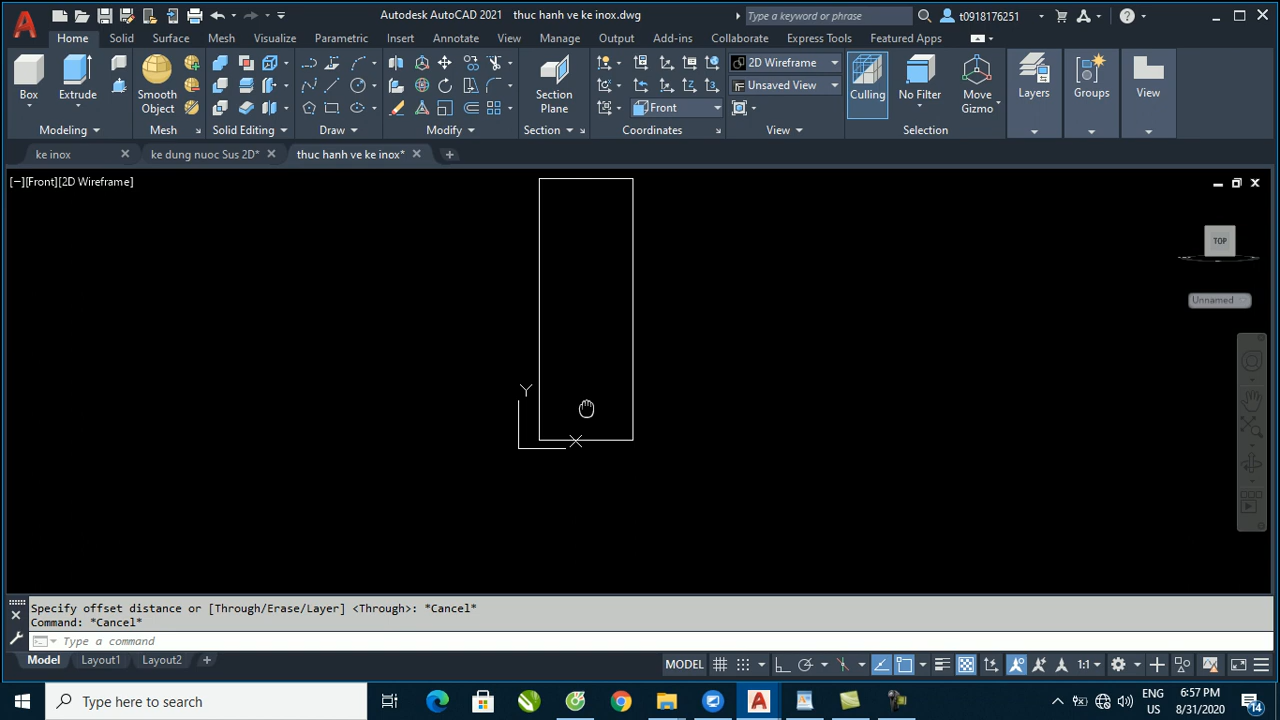 Autodesk AutoCAD 2021 thuc hanh ve ke inox.dwg Type a keyword or phrase t0918176251
Home Solid Surface Mesh Visualize Parametric Insert Annotate View Manage Output Add-ins Collaborate Express Tools Featured Apps
2D Wireframe
Unsaved View
Box Extrude Smooth Object Section Plane Front Culling No Filter Move Gizmo Layers Groups View
Modeling Mesh Solid Editing Draw Modify Section Coordinates View Selection
ke inox ke dung nuoc Sus 2D* thuc hanh ve ke inox*
[−][Front][2D Wireframe]
TOP
Unnamed
Y
X
Specify offset distance or [Through/Erase/Layer] <Through>: *Cancel*
Command: *Cancel*
Type a command
Model Layout1 Layout2 MODEL 1:1
Type here to search
ENG
US
6:57 PM
8/31/2020
14